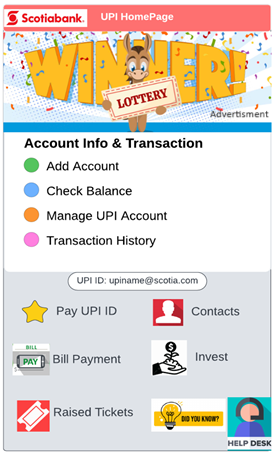 Scotiabank.
UPI HomePage
WINNER!
LOTTERY
Advertisment
Account Info & Transaction
Add Account
Check Balance
Manage UPI Account
Transaction History
UPI ID: upiname@scotia.com
Pay UPI ID
Contacts
BILL
PAY
Bill Payment
Invest
Raised Tickets
DID YOU KNOW?
HELP DESK